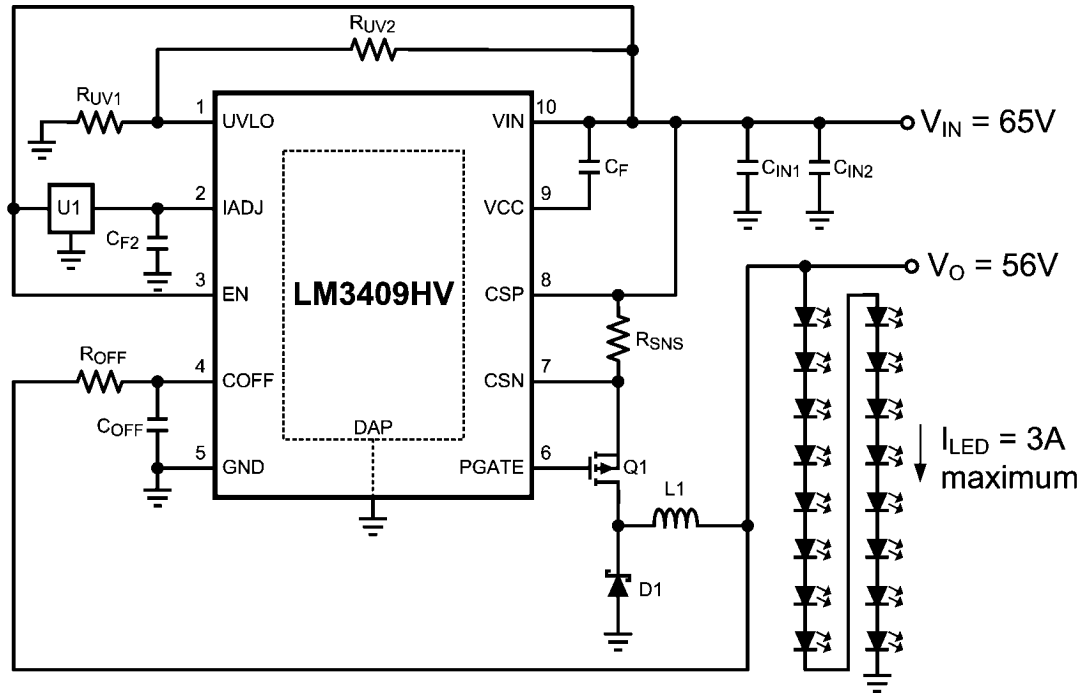 RUV2
RUV1
1
UVLO
VIN
10
VIN = 65V
CF
CIN1
CIN2
U1
2
IADJ
VCC
9
CF2
3
EN
LM3409HV
CSP
8
VO = 56V
RSNS
ROFF
4
COFF
CSN
7
COFF
DAP
5
GND
PGATE
6
Q1
ILED = 3A
maximum
L1
D1